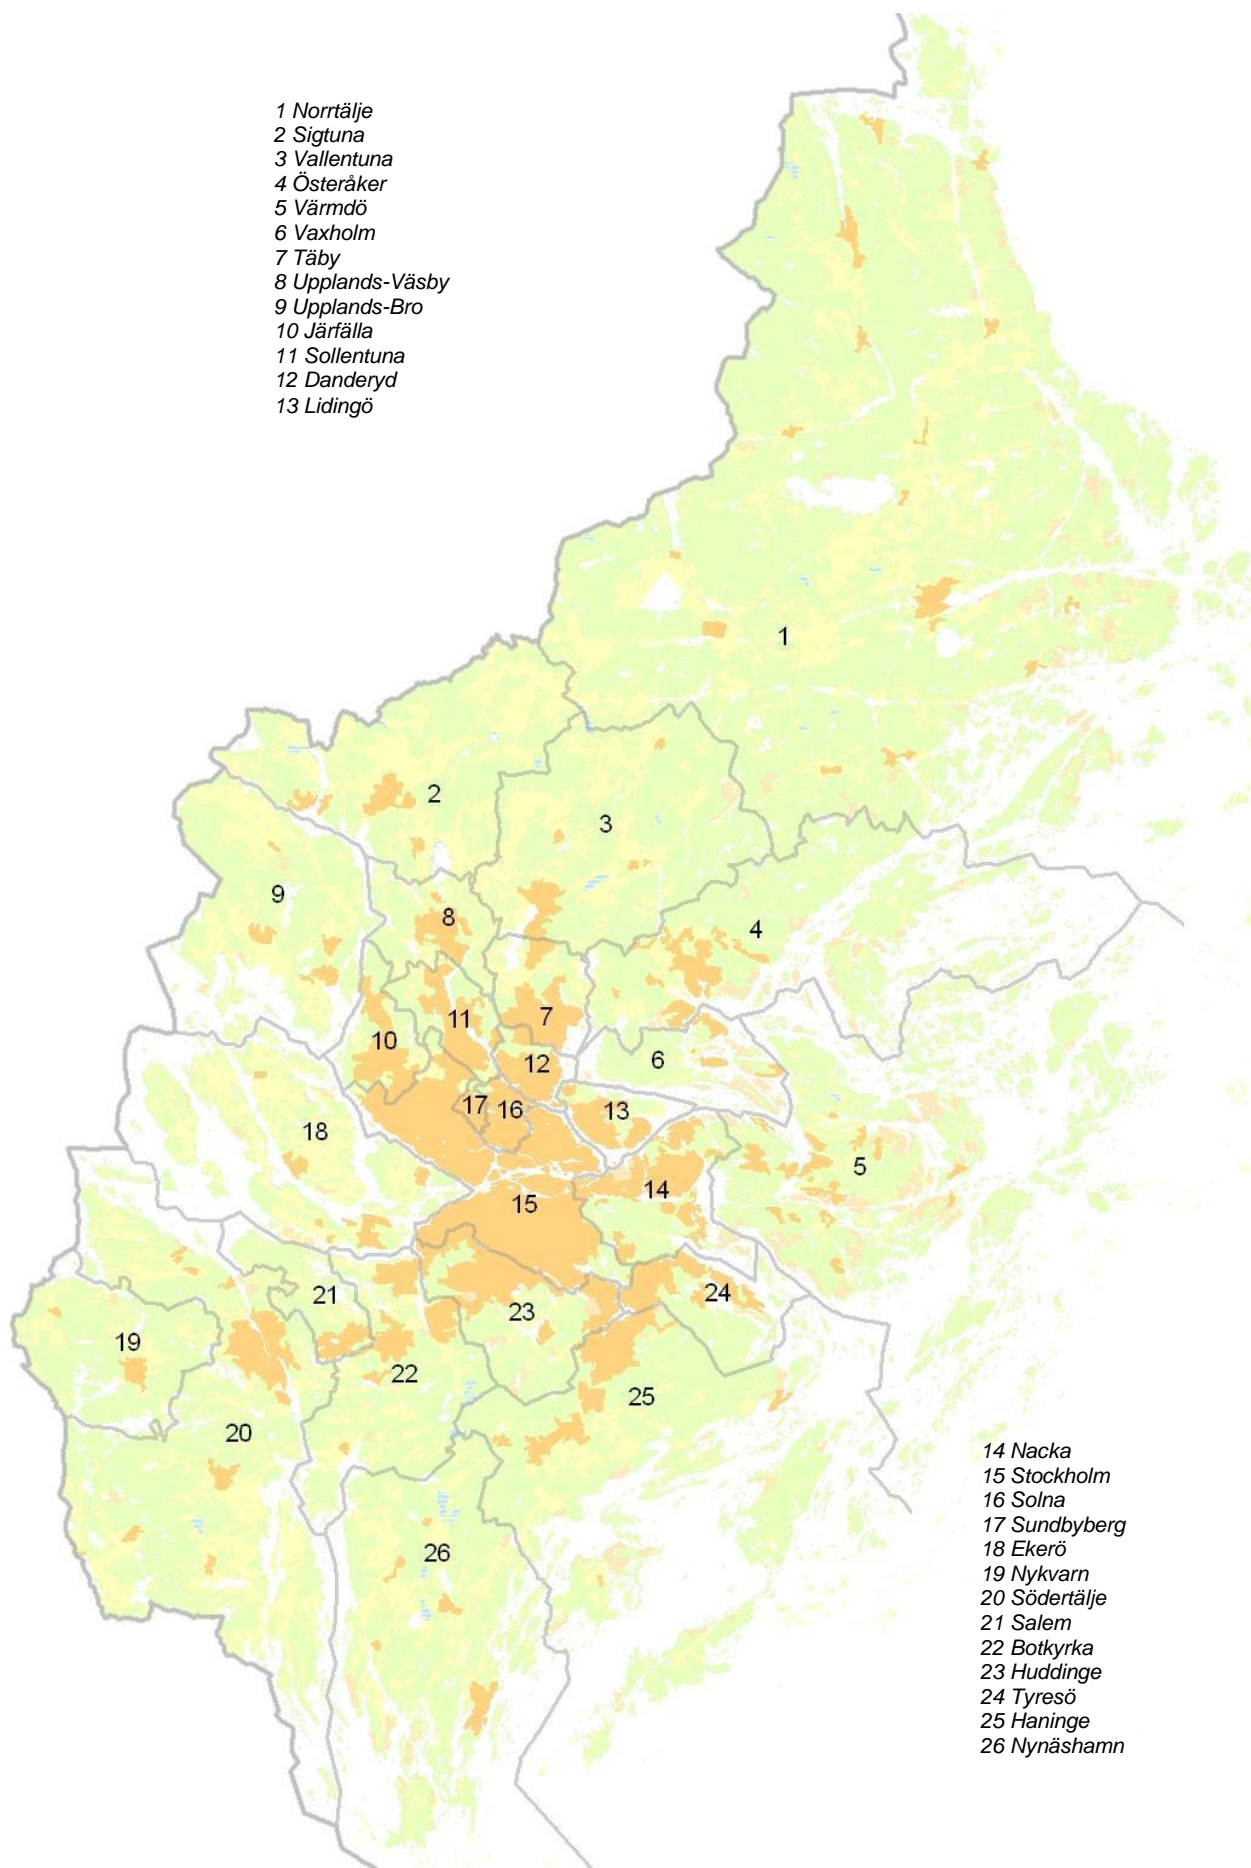 1 Norrtälje
2 Sigtuna
3 Vallentuna
4 Österåker
5 Värmdö
6 Vaxholm
7 Täby
8 Upplands-Väsby
9 Upplands-Bro
10 Järfälla
11 Sollentuna
12 Danderyd
13 Lidingö
1
2
3
9
8
4
7
11
10
12
6
13
17
16
18
5
14
15
21
24
23
19
22
25
20
26
14 Nacka
15 Stockholm
16 Solna
17 Sundbyberg
18 Ekerö
19 Nykvarn
20 Södertälje
21 Salem
22 Botkyrka
23 Huddinge
24 Tyresö
25 Haninge
26 Nynäshamn